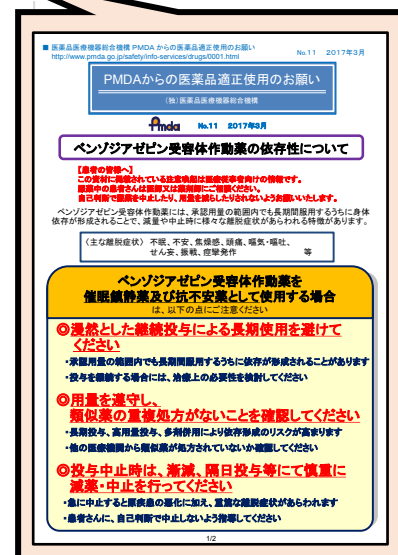 ■ 医薬品医療機器総合機構 PMDA からの医薬品適正使用のお願い
http://www.pmda.go.jp/safety/info-services/drugs/0001.html
No.11 2017年3月
PMDAからの医薬品適正使用のお願い
(独)医薬品医療機器総合機構
Pmda No.11 2017年3月
ベンゾジアゼピン受容体作動薬の依存性について
【患者の皆様へ】
この資材に掲載されている注意喚起は医療従事者向けの情報です。
服薬中の患者さんは医師又は薬剤師にご相談ください。
自己判断で服薬を中止したり、用量を減らしたりされないようお願いいたします。
ベンゾジアゼピン受容体作動薬には、承認用量の範囲内でも長期間服用するうちに身体
依存が形成されることで、減量や中止時に様々な離脱症状があらわれる特徴があります。
〈主な離脱症状〉 不眠、不安、焦燥感、頭痛、嘔気・嘔吐、
せん妄、振戦、痙攣発作 等
ベンゾジアゼピン受容体作動薬を
催眠鎮静薬及び抗不安薬として使用する場合
は、以下の点にご注意ください
◎漫然とした継続投与による長期使用を避けて
ください
・承認用量の範囲内でも長期間服用するうちに依存が形成されることがあります
・投与を継続する場合には、治療上の必要性を検討してください
◎用量を遵守し、
類似薬の重複処方がないことを確認してください
・長期投与、高用量投与、多剤併用により依存形成のリスクが高まります
・他の医療機関から類似薬が処方されていないか確認してください
◎投与中止時は、漸減、隔日投与等にて慎重に
減薬・中止を行ってください
・急に中止すると原疾患の悪化に加え、重篤な離脱症状があらわれます
・患者さんに、自己判断で中止しないよう指導してください
1/2